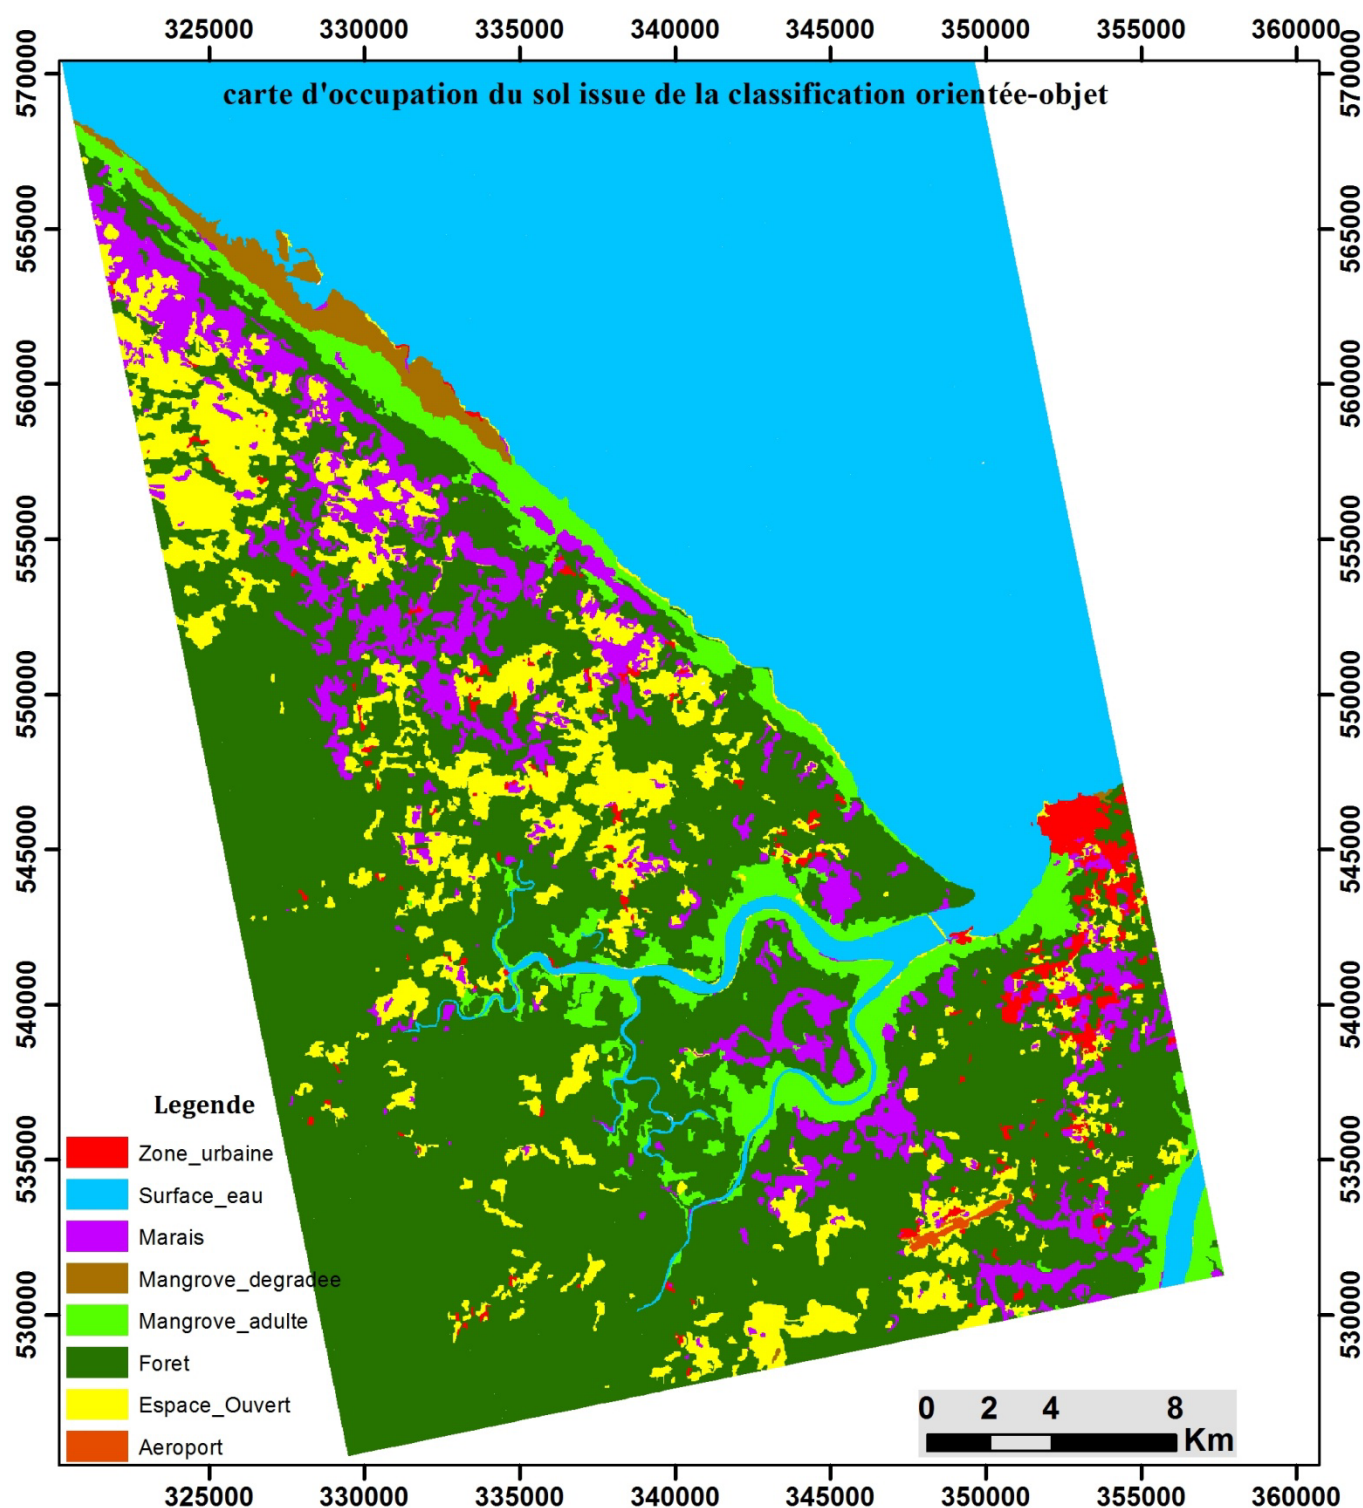 325000 330000 335000 340000 345000 350000 355000 360000
carte d'occupation du sol issue de la classification orientée-objet
570000
565000
560000
555000
550000
545000
540000
535000
530000
570000
565000
560000
555000
550000
545000
540000
535000
530000
Legende
Zone_urbaine
Surface_eau
Marais
Mangrove_degradee
Mangrove_adulte
Foret
Espace_Ouvert
Aeroport
0 2 4 8
Km
325000 330000 335000 340000 345000 350000 355000 360000